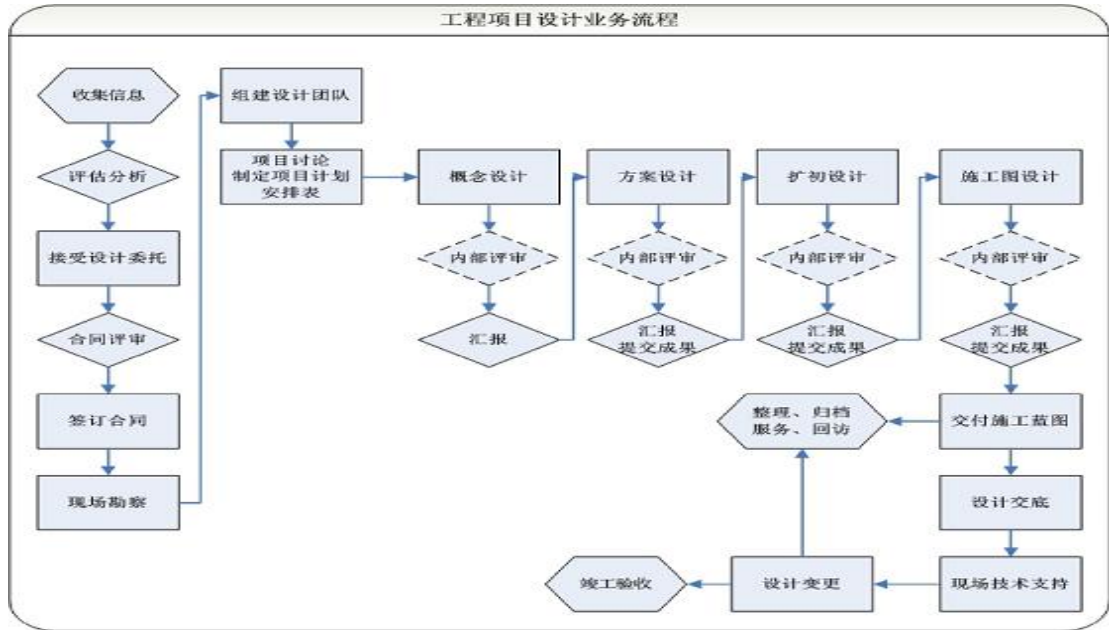 工程项目设计业务流程
收集信息
评估分析
接受设计委托
合同评审
签订合同
现场勘察
组建设计团队
项目讨论
制定项目计划
安排表
概念设计
内部评审
汇报
方案设计
内部评审
汇报
提交成果
扩初设计
内部评审
汇报
提交成果
施工图设计
内部评审
汇报
提交成果
交付施工蓝图
整理、归档
服务、回访
设计交底
现场技术支持
设计变更
竣工验收